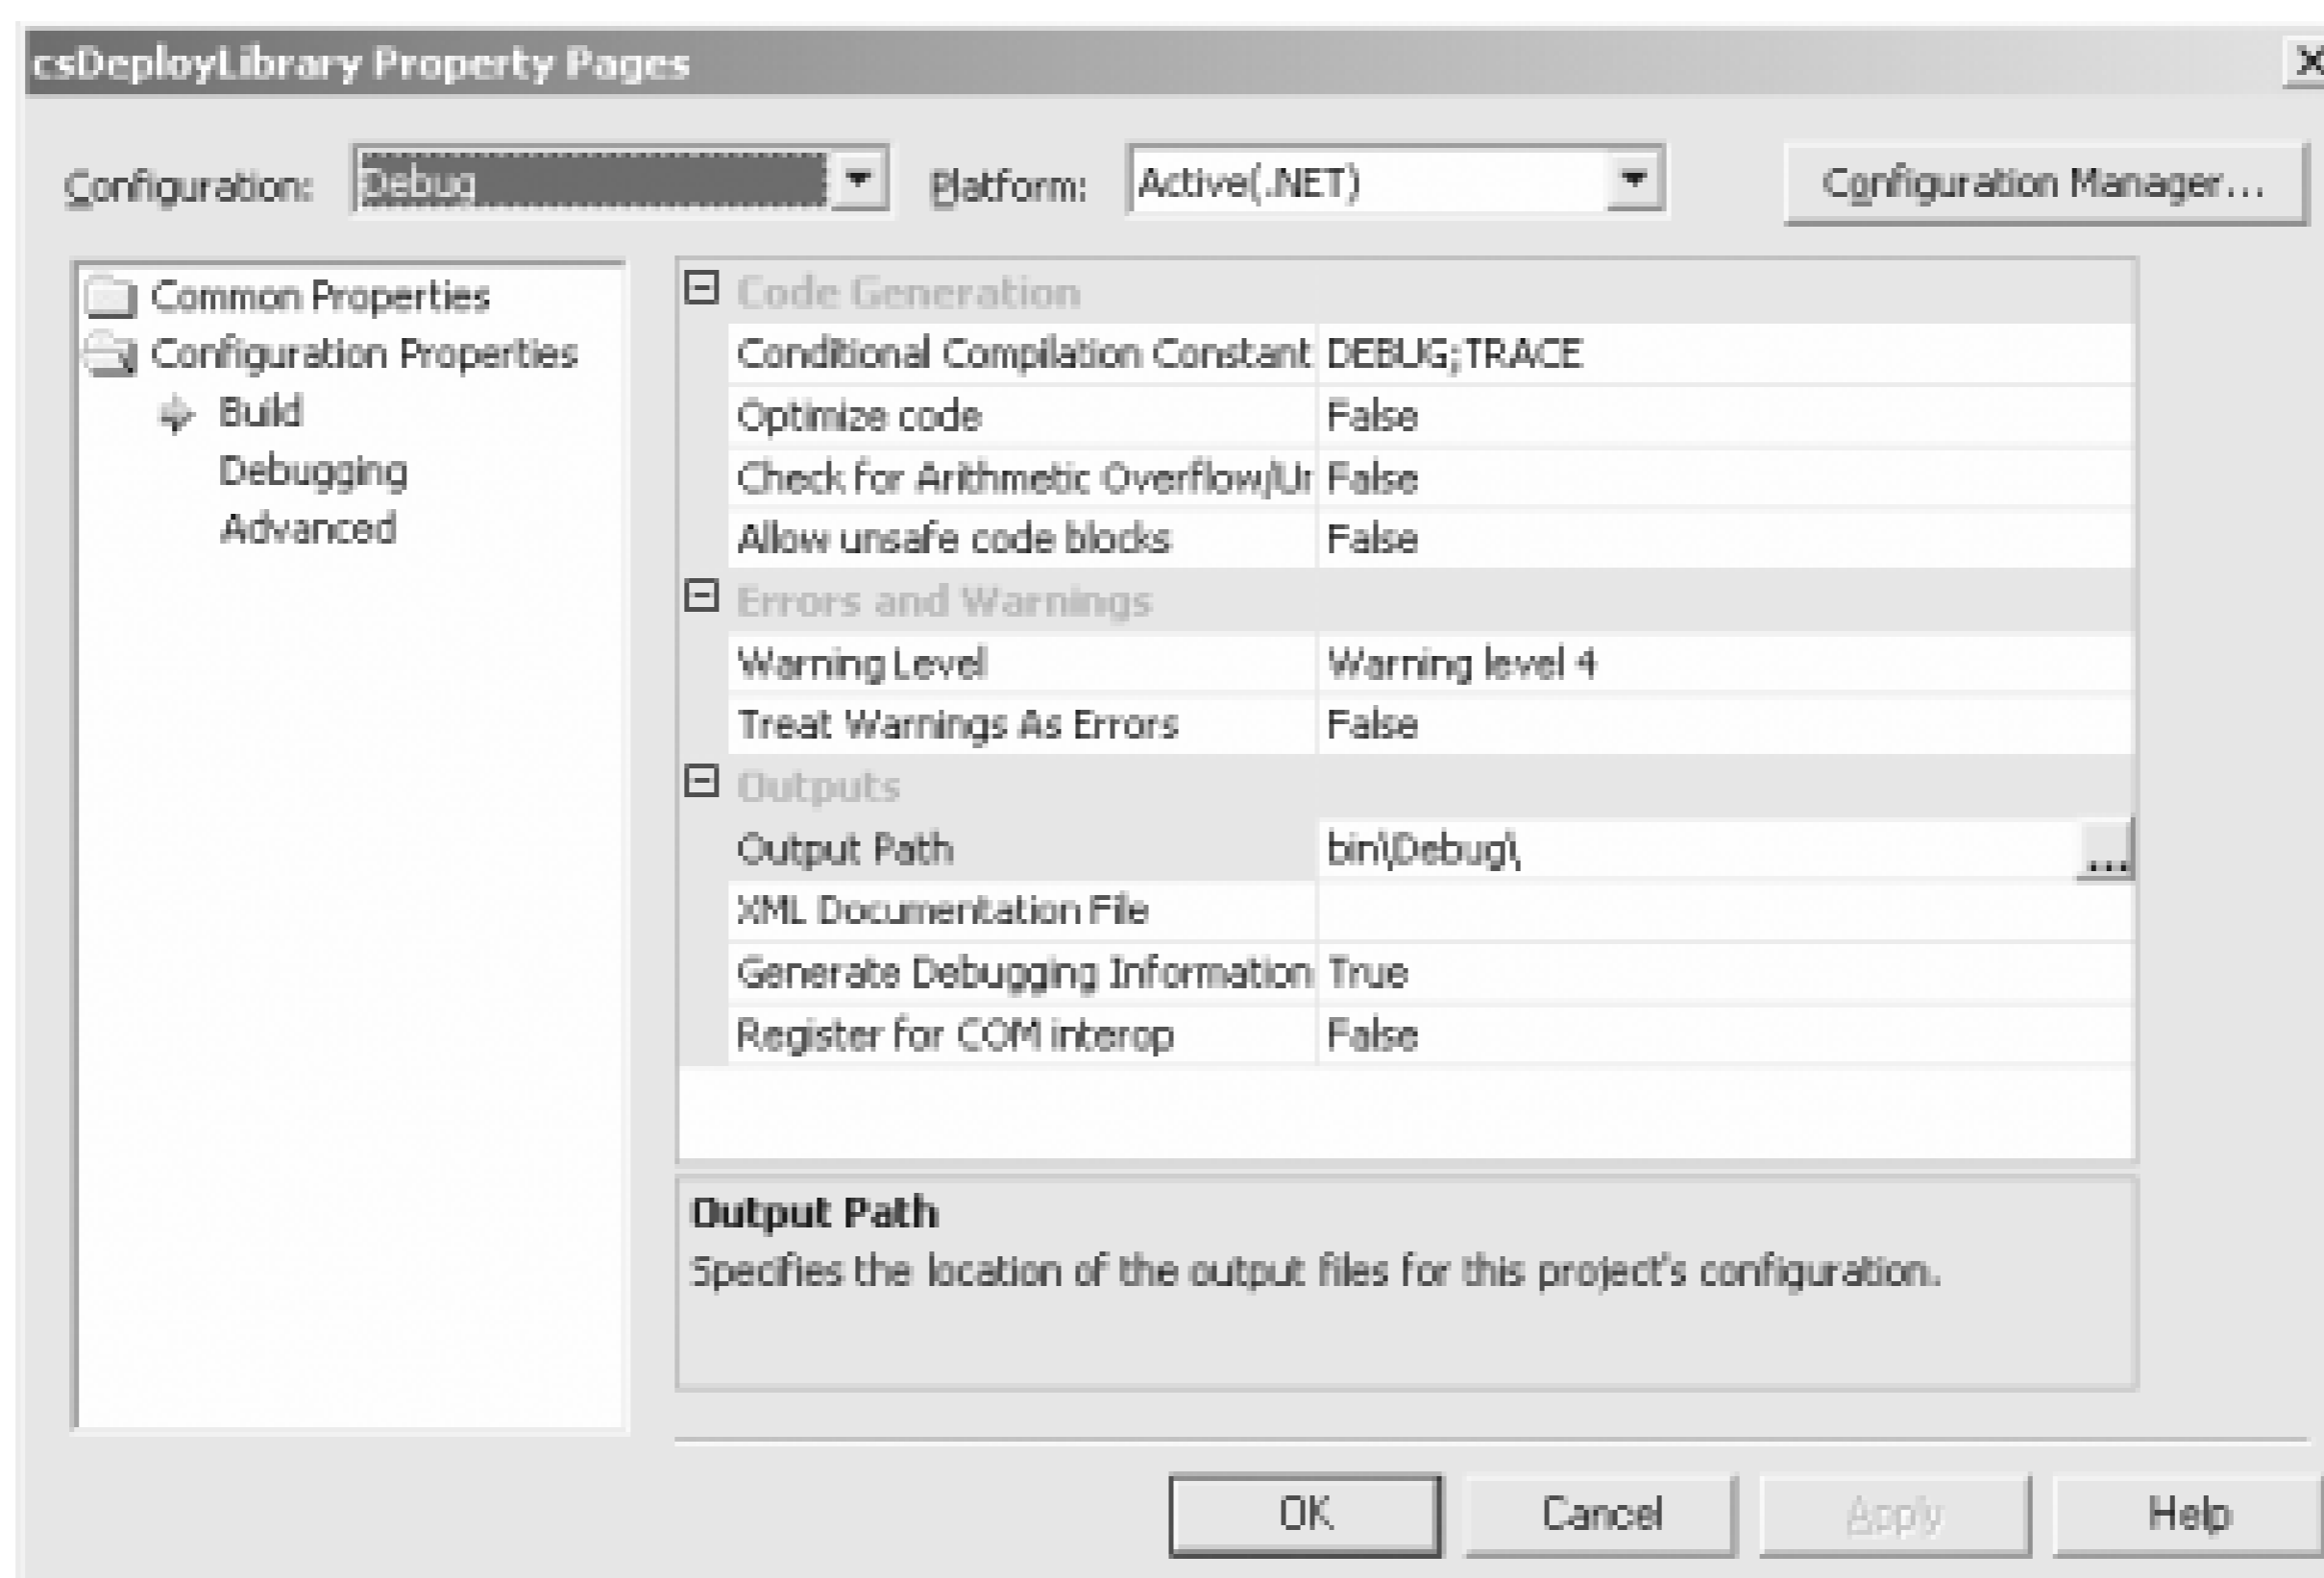 csDeployLibrary Property Pages
Configuration: Debug Platform: Active(.NET) Configuration Manager...
Common Properties
Configuration Properties
Build
Debugging
Advanced
Code Generation
Conditional Compilation Constant DEBUG;TRACE
Optimize code False
Check for Arithmetic Overflow/Ur False
Allow unsafe code blocks False
Errors and Warnings
Warning Level Warning level 4
Treat Warnings As Errors False
Outputs
Output Path bin\Debug\ ...
XML Documentation File
Generate Debugging Information True
Register for COM interop False
Output Path
Specifies the location of the output files for this project's configuration.
OK Cancel Apply Help